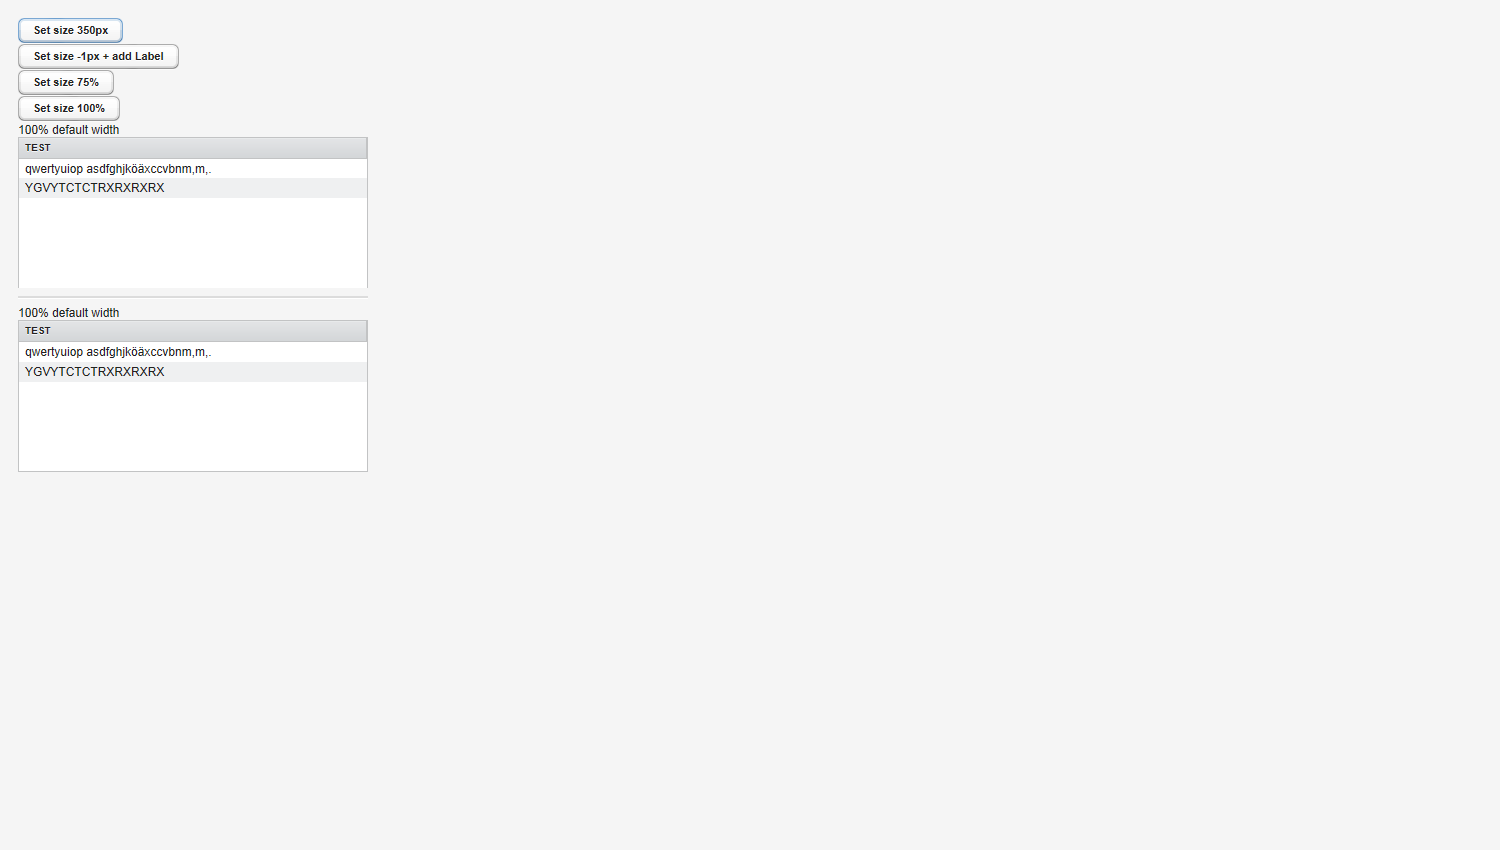 Set size 350px
Set size -1px + add Label
Set size 75%
Set size 100%
100% default width
TEST
qwertyuiop asdfghjköäxccvbnm,m,.
YGVYTCTCTRXRXRXRX
100% default width
TEST
qwertyuiop asdfghjköäxccvbnm,m,.
YGVYTCTCTRXRXRXRX